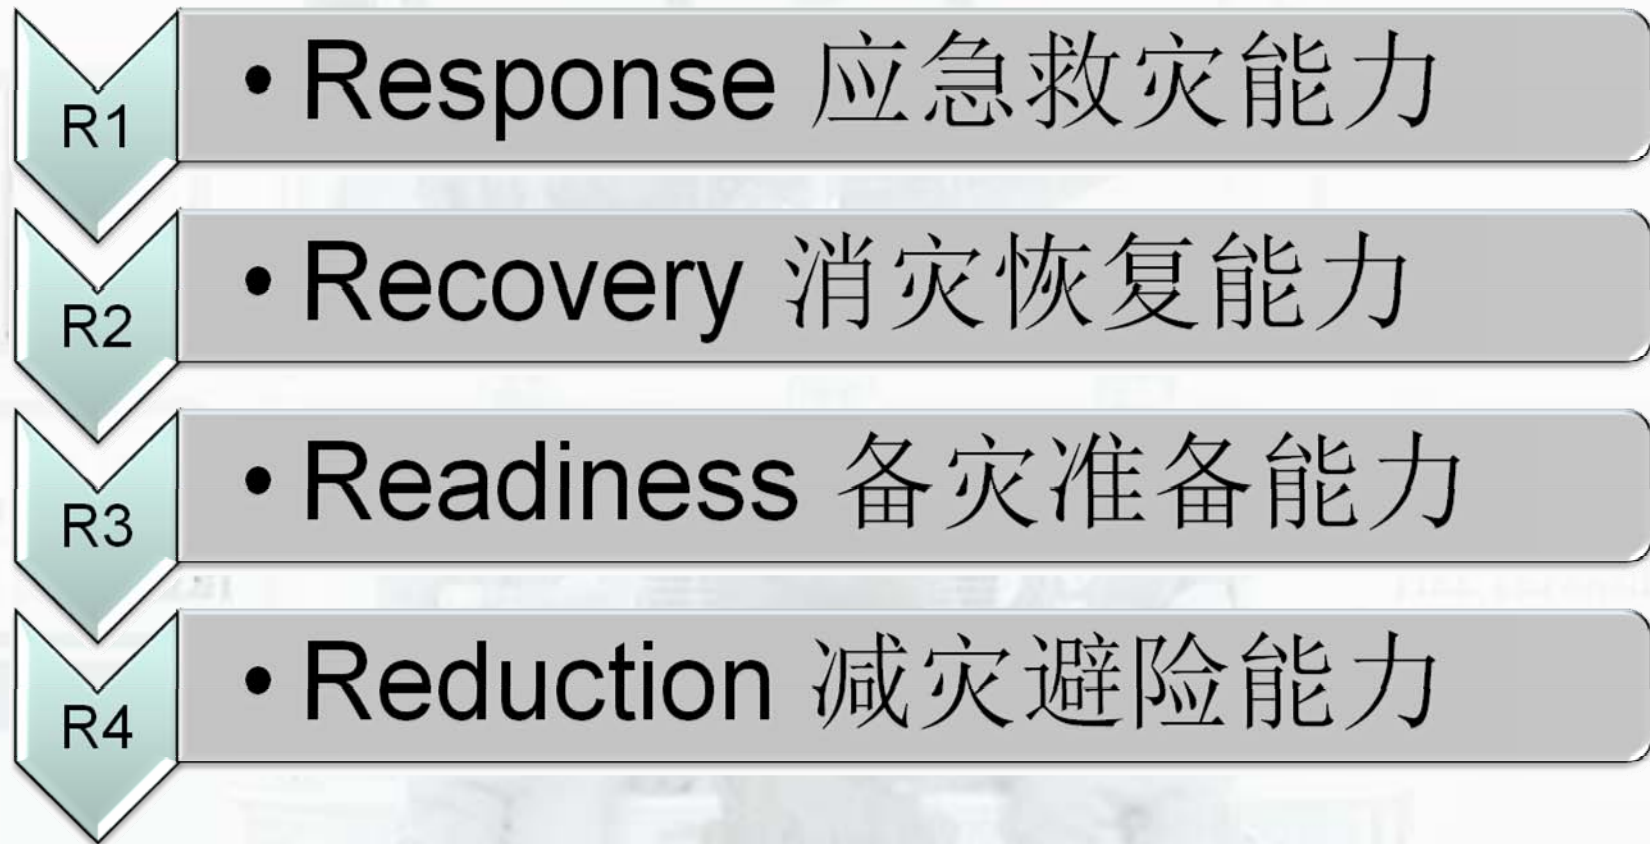 R1
• Response 应急救灾能力
R2
• Recovery 消灾恢复能力
R3
• Readiness 备灾准备能力
R4
• Reduction 减灾避险能力